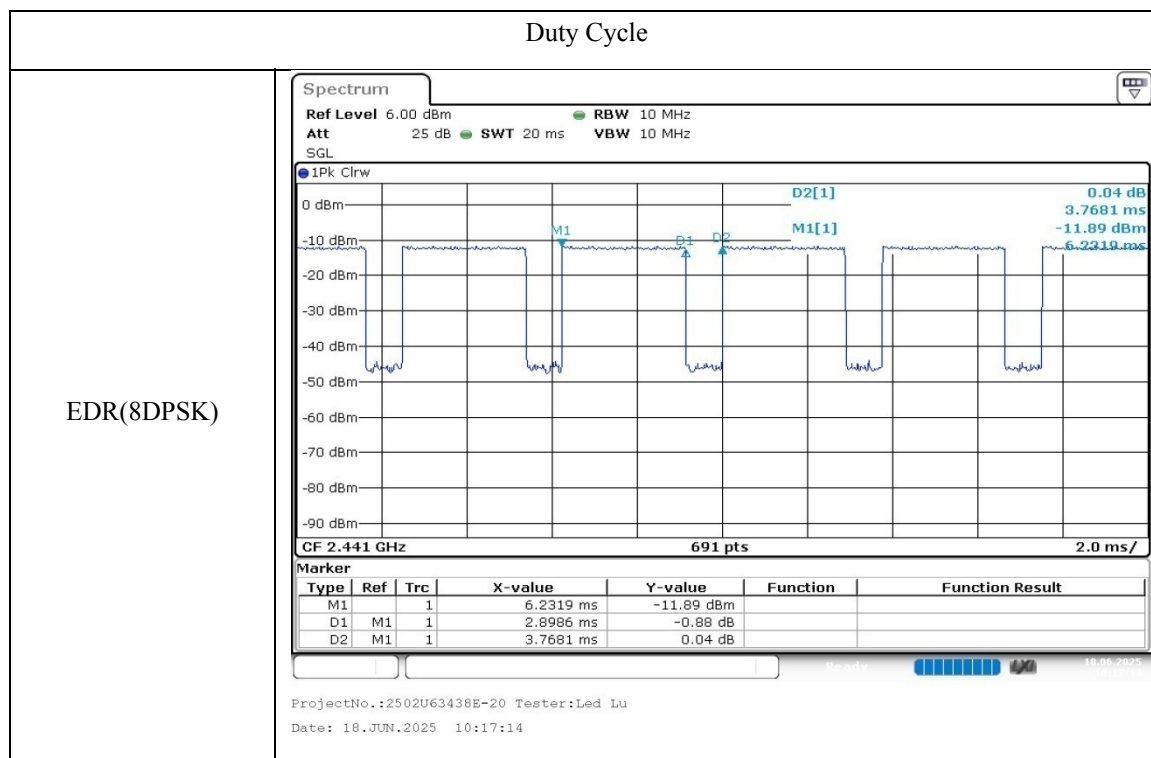 Duty Cycle
EDR(8DPSK)
Spectrum
Ref Level 6.00 dBm RBW 10 MHz
Att 25 dB SWT 20 ms VBW 10 MHz
SGL
1Pk Clrw
D2[1] 0.04 dB
3.7681 ms
M1[1] -11.89 dBm
6.2319 ms
0 dBm
-10 dBm
-20 dBm
-30 dBm
-40 dBm
-50 dBm
-60 dBm
-70 dBm
-80 dBm
-90 dBm
M1
D1
D2
CF 2.441 GHz 691 pts 2.0 ms/
Marker
Type Ref Trc X-value Y-value Function Function Result
M1 1 6.2319 ms -11.89 dBm
D1 M1 1 2.8986 ms -0.88 dB
D2 M1 1 3.7681 ms 0.04 dB
Ready 18.06.2025
ProjectNo.:2502U63438E-20 Tester:Led Lu
Date: 18.JUN.2025 10:17:14